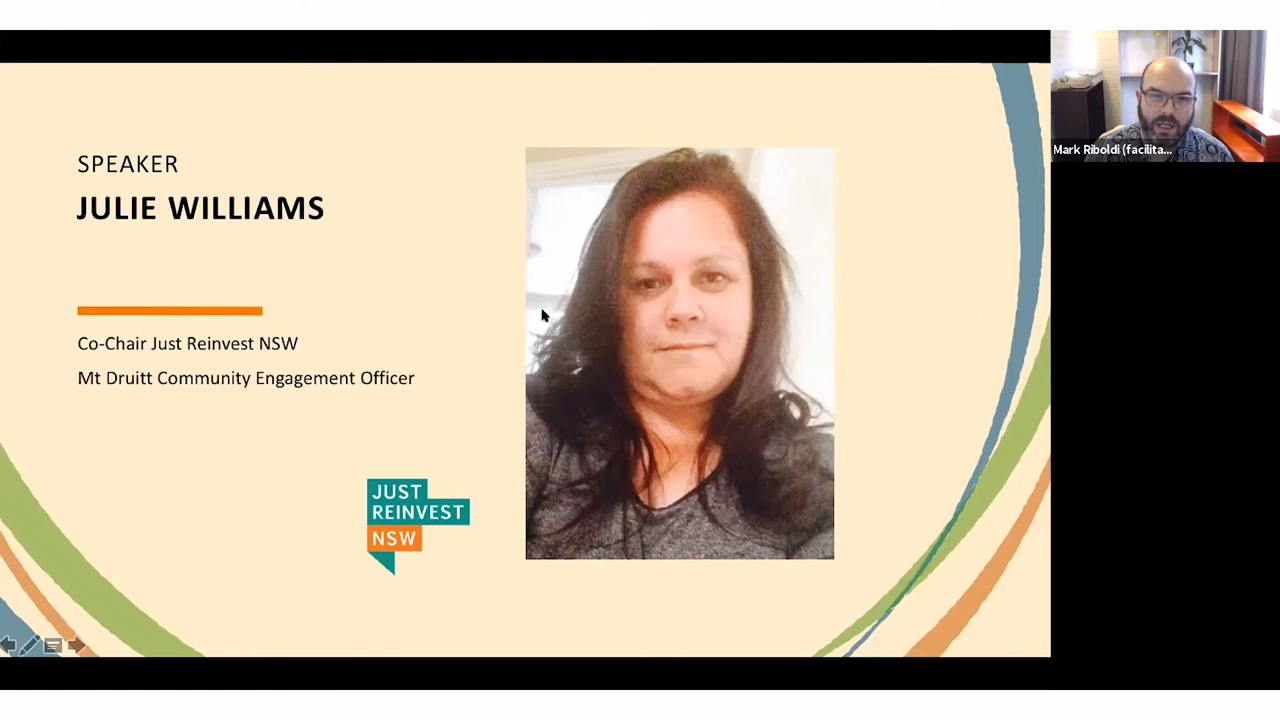 SPEAKER
JULIE WILLIAMS
Co-Chair Just Reinvest NSW
Mt Druitt Community Engagement Officer
JUST
REINVEST
NSW
Mark Riboldi (facilita...